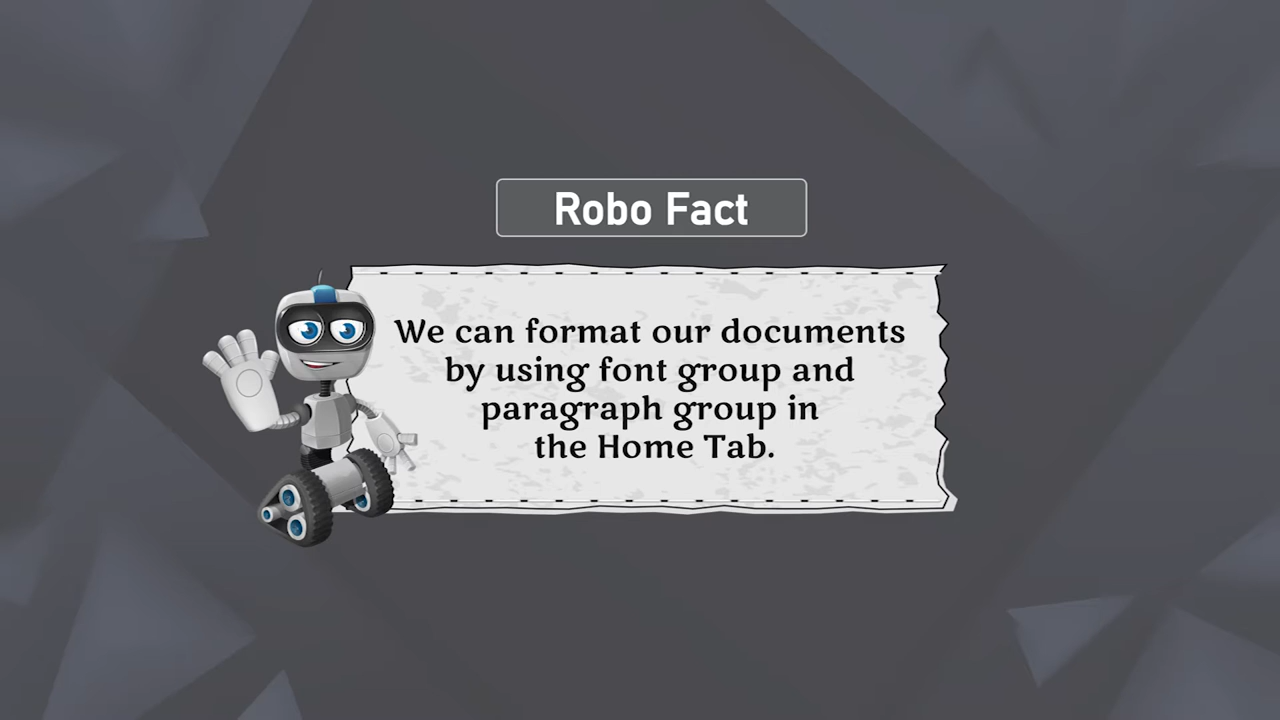 Robo Fact
We can format our documents
by using font group and
paragraph group in
the Home Tab.